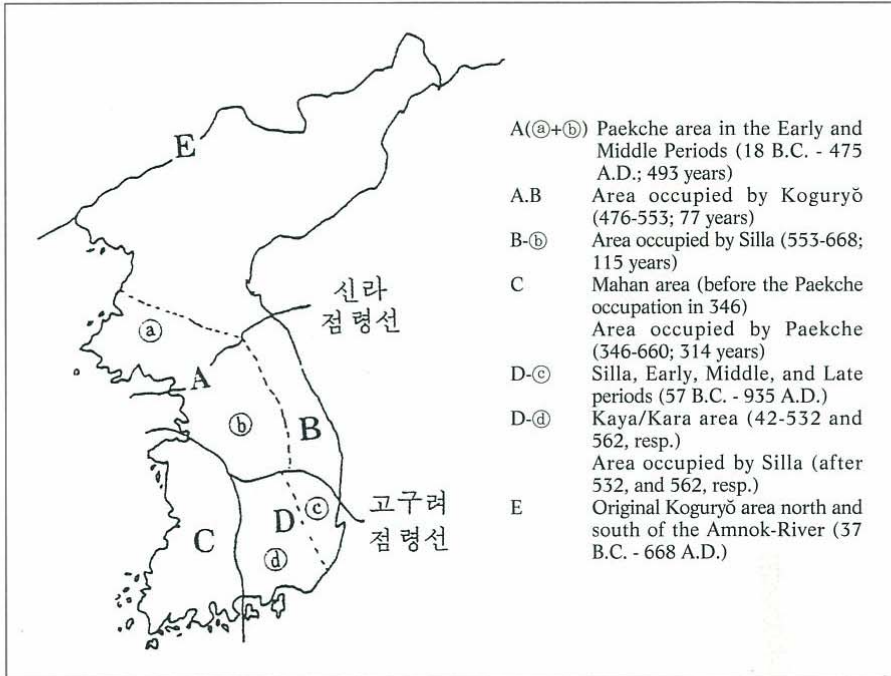 E
신라
점령선
ⓐ
A
ⓑ
B
고구려
점령선
ⓒ
D
C
ⓓ
A(ⓐ+ⓑ) Paekche area in the Early and
Middle Periods (18 B.C. - 475
A.D.; 493 years)
A.B Area occupied by Koguryŏ
(476-553; 77 years)
B-ⓑ Area occupied by Silla (553-668;
115 years)
C Mahan area (before the Paekche
occupation in 346)
Area occupied by Paekche
(346-660; 314 years)
D-ⓒ Silla, Early, Middle, and Late
periods (57 B.C. - 935 A.D.)
D-ⓓ Kaya/Kara area (42-532 and
562, resp.)
Area occupied by Silla (after
532, and 562, resp.)
E Original Koguryŏ area north and
south of the Amnok-River (37
B.C. - 668 A.D.)